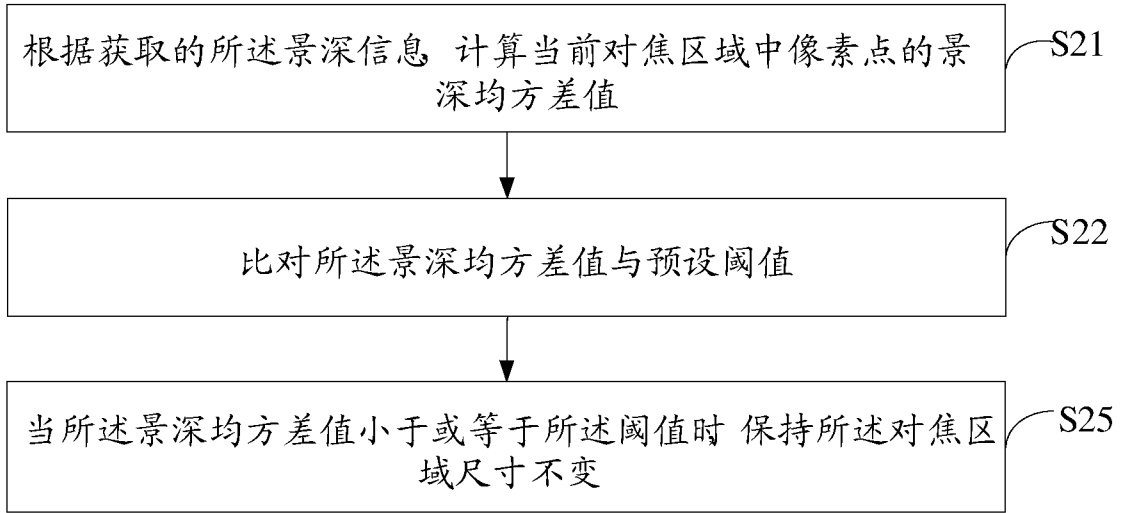 根据获取的所述景深信息，计算当前对焦区域中像素点的景
深均方差值
S21
比对所述景深均方差值与预设阈值
S22
当所述景深均方差值小于或等于所述阈值时，保持所述对焦区
域尺寸不变
S25